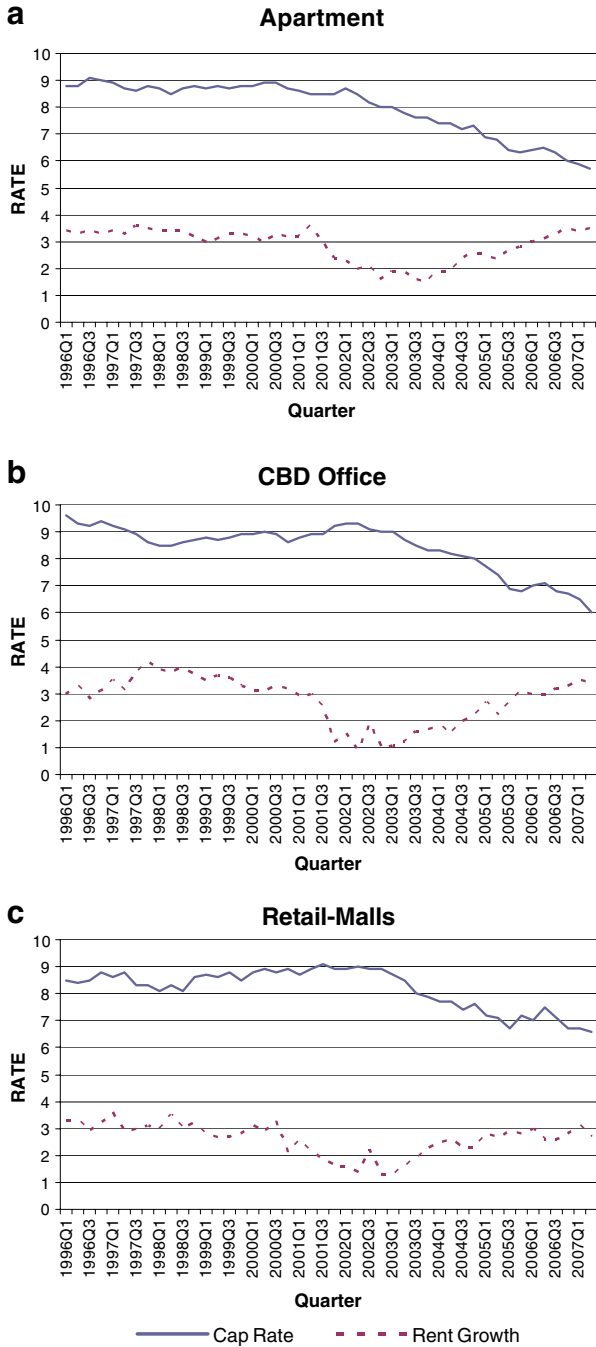 a
Apartment
10
9
8
7
6
5
4
3
2
1
0
RATE
1996Q1
1996Q3
1997Q1
1997Q3
1998Q1
1998Q3
1999Q1
1999Q3
2000Q1
2000Q3
2001Q1
2001Q3
2002Q1
2002Q3
2003Q1
2003Q3
2004Q1
2004Q3
2005Q1
2005Q3
2006Q1
2006Q3
2007Q1
Quarter
b
CBD Office
10
9
8
7
6
5
4
3
2
1
0
RATE
1996Q1
1996Q3
1997Q1
1997Q3
1998Q1
1998Q3
1999Q1
1999Q3
2000Q1
2000Q3
2001Q1
2001Q3
2002Q1
2002Q3
2003Q1
2003Q3
2004Q1
2004Q3
2005Q1
2005Q3
2006Q1
2006Q3
2007Q1
Quarter
c
Retail-Malls
10
9
8
7
6
5
4
3
2
1
0
RATE
1996Q1
1996Q3
1997Q1
1997Q3
1998Q1
1998Q3
1999Q1
1999Q3
2000Q1
2000Q3
2001Q1
2001Q3
2002Q1
2002Q3
2003Q1
2003Q3
2004Q1
2004Q3
2005Q1
2005Q3
2006Q1
2006Q3
2007Q1
Quarter
Cap Rate
Rent Growth